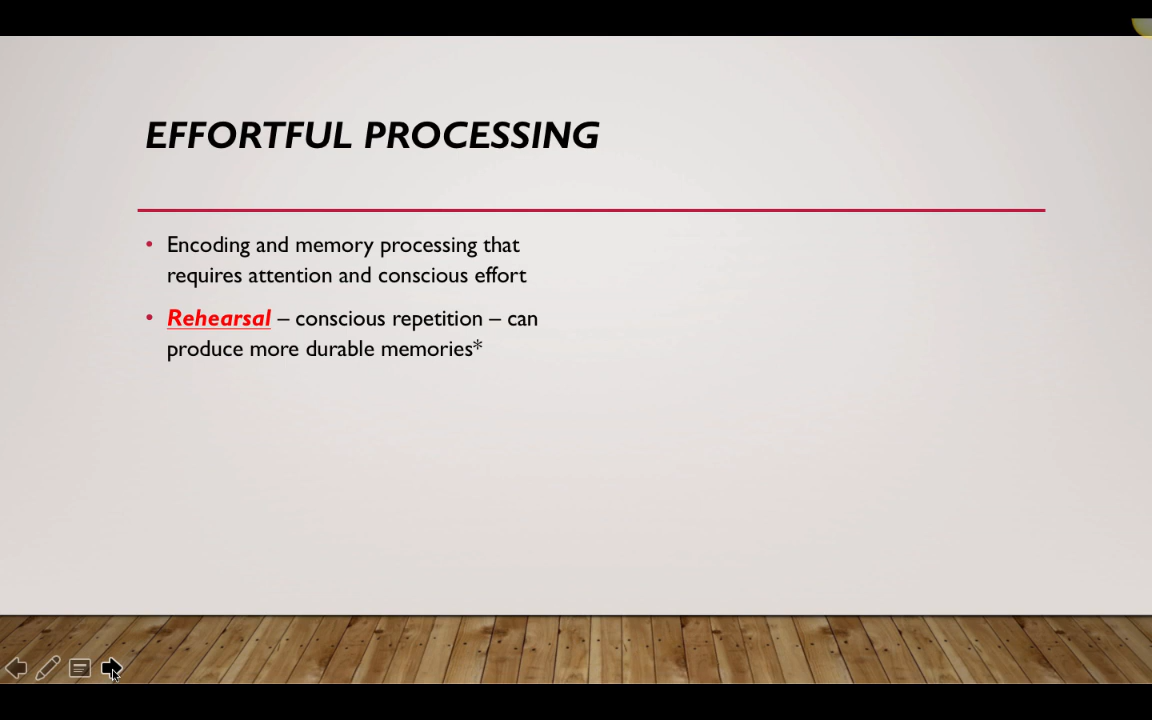 EFFORTFUL PROCESSING
• Encoding and memory processing that
requires attention and conscious effort
• Rehearsal – conscious repetition – can
produce more durable memories*